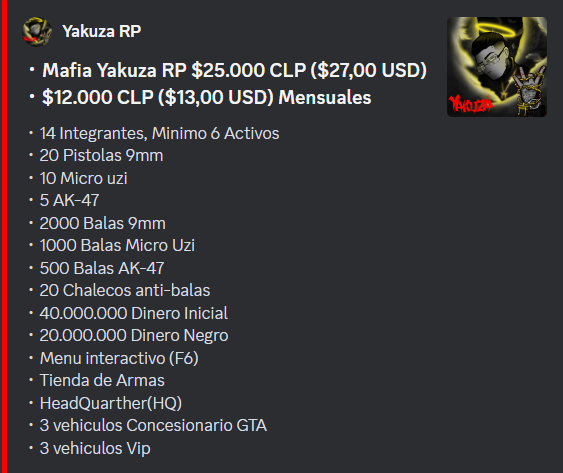 Yakuza RP
• Mafia Yakuza RP $25.000 CLP ($27,00 USD)
• $12.000 CLP ($13,00 USD) Mensuales
• 14 Integrantes, Minimo 6 Activos
• 20 Pistolas 9mm
• 10 Micro uzi
• 5 AK-47
• 2000 Balas 9mm
• 1000 Balas Micro Uzi
• 500 Balas AK-47
• 20 Chalecos anti-balas
• 40.000.000 Dinero Inicial
• 20.000.000 Dinero Negro
• Menu interactivo (F6)
• Tienda de Armas
• HeadQuarther(HQ)
• 3 vehiculos Concesionario GTA
• 3 vehiculos Vip
YAKUZA